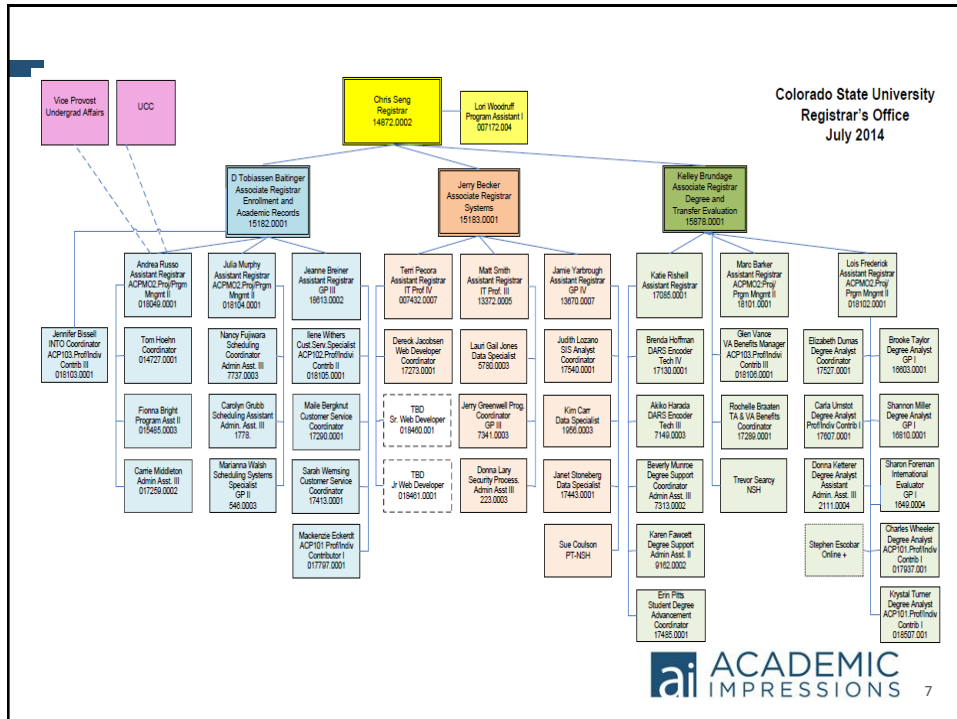 Vice Provost
Undergrad Affairs
UCC
Chris Seng
Registrar
14872.0002
Lori Woodruff
Program Assistant I
007172.004
Colorado State University
Registrar's Office
July 2014
D Tobiassen Baitinger
Associate Registrar
Enrollment and
Academic Records
15182.0001
Jerry Becker
Associate Registrar
Systems
15183.0001
Kelley Brundage
Associate Registrar
Degree and
Transfer Evaluation
15878.0001
Andrea Russo
Assistant Registrar
ACPMO2.Proj/Prgm
Mngmt II
018049.0001
Julia Murphy
Assistant Registrar
ACPMO2:Proj/Prgm
Mngmt II
018104.0001
Jeanne Breiner
Assistant Registrar
GP III
18613.0002
Terri Pecora
Assistant Registrar
IT Prof IV
007432.0007
Matt Smith
Assistant Registrar
IT Prof. III
13372.0005
Jamie Yarbrough
Assistant Registrar
GP IV
13670.0007
Katie Rishell
Assistant Registrar
17085.0001
Marc Barker
Assistant Registrar
ACPMO2:Proj/
Prgm Mngmt II
18101.0001
Lois Frederick
Assistant Registrar
ACPMO2:Proj/
Prgm Mngmt II
018102.0001
Jennifer Bissell
INTO Coordinator
ACP103.Prof/Indiv
Contrib III
018103.0001
Tom Hoehn
Coordinator
014727.0001
Nancy Fujiwara
Scheduling
Coordinator
Admin Asst. III
7737.0003
Ilene Withers
Cust.Serv.Specialist
ACP102.Prof/Indivi
Contrib II
018105.0001
Dereck Jacobsen
Web Developer
Coordinator
17273.0001
Lauri Gail Jones
Data Specialist
5780.0003
Judith Lozano
SIS Analyst
Coordinator
17540.0001
Brenda Hoffman
DARS Encoder
Tech IV
17130.0001
Glen Vance
VA Benefits Manager
ACP103.Prof/Indivi
Contrib III
018106.0001
Elizabeth Dumas
Degree Analyst
Coordinator
17527.0001
Brooke Taylor
Degree Analyst
GP I
16603.0001
Fionna Bright
Program Asst II
015485.0003
Carolyn Grubb
Scheduling Assistant
Admin. Asst. III
1778.
Maile Bergknut
Customer Service
Coordinator
17290.0001
TBD
Sr. Web Developer
018460.001
Jerry Greenwell Prog.
Coordinator
GP III
7341.0003
Kim Carr
Data Specialist
1956.0003
Akiko Harada
DARS Encoder
Tech III
7149.0003
Rochelle Braaten
TA & VA Benefits
Coordinator
17289.0001
Carla Umstot
Degree Analyst
Prof/Indiv Contrib I
17607.0001
Shannon Miller
Degree Analyst
GP I
16810.0001
Carrie Middleton
Admin Asst. III
017259.0002
Marianna Walsh
Scheduling Systems
Specialist
GP II
546.0003
Sarah Wernsing
Customer Service
Coordinator
17413.0001
TBD
Jr Web Developer
018461.0001
Donna Lary
Security Process.
Admin Asst III
223.0003
Janet Stoneberg
Data Specialist
17443.0001
Beverly Munroe
Degree Support
Coordinator
Admin Asst. III
7313.0002
Trevor Searcy
NSH
Donna Ketterer
Degree Analyst
Assistant
Admin. Asst. III
2111.0004
Sharon Foreman
International
Evaluator
GP I
1649.0004
Mackenzie Eckerdt
ACP101 Prof/Indiv
Contributor I
017797.0001
Sue Coulson
PT-NSH
Karen Fawcett
Degree Support
Admin Asst. II
9162.0002
Stephen Escobar
Online +
Charles Wheeler
Degree Analyst
ACP101.Prof/Indiv
Contrib I
017937.001
Erin Pitts
Student Degree
Advancement
Coordinator
17485.0001
Krystal Turner
Degree Analyst
ACP101.Prof/Indiv
Contrib I
018507.001
ai ACADEMIC
IMPRESSIONS
7